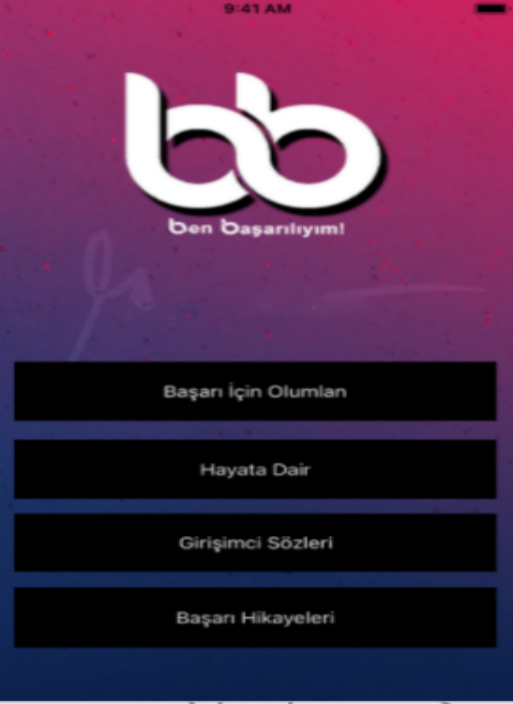 9:41 AM
bb
ben başarılıyım!
Başarı İçin Olumlan
Hayata Dair
Girişimci Sözleri
Başarı Hikayeleri